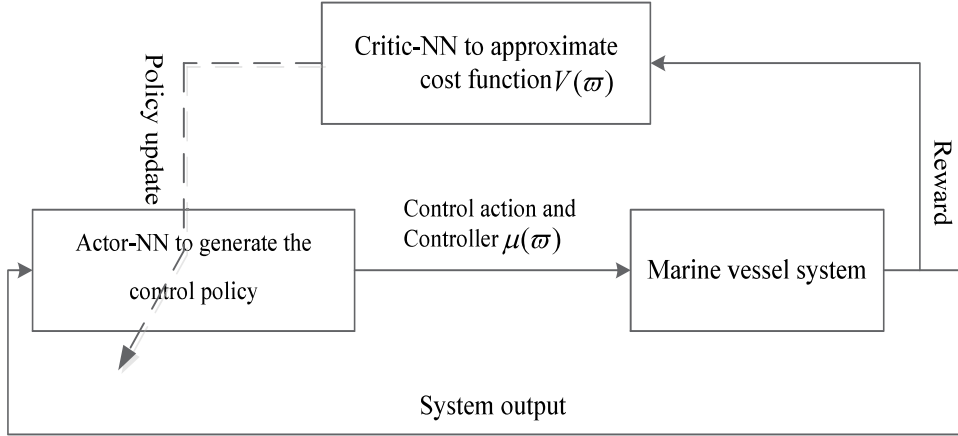 Critic-NN to approximate
cost function V(ϖ)
Policy update
Reward
Actor-NN to generate the
control policy
Control action and
Controller μ(ϖ)
Marine vessel system
System output